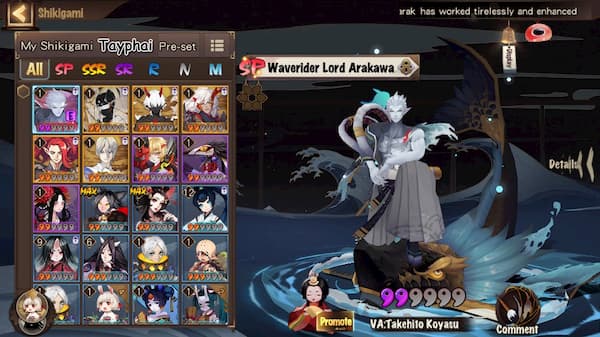 Shikigami
arak has worked tirelessly and enhanced
My Shikigami Tayphai Pre-set
All SP SSR SR R N M
SP Waverider Lord Arakawa
Display
Details
MAX MAX
12
9 6
Promote
VA:Takehito Koyasu
Comment